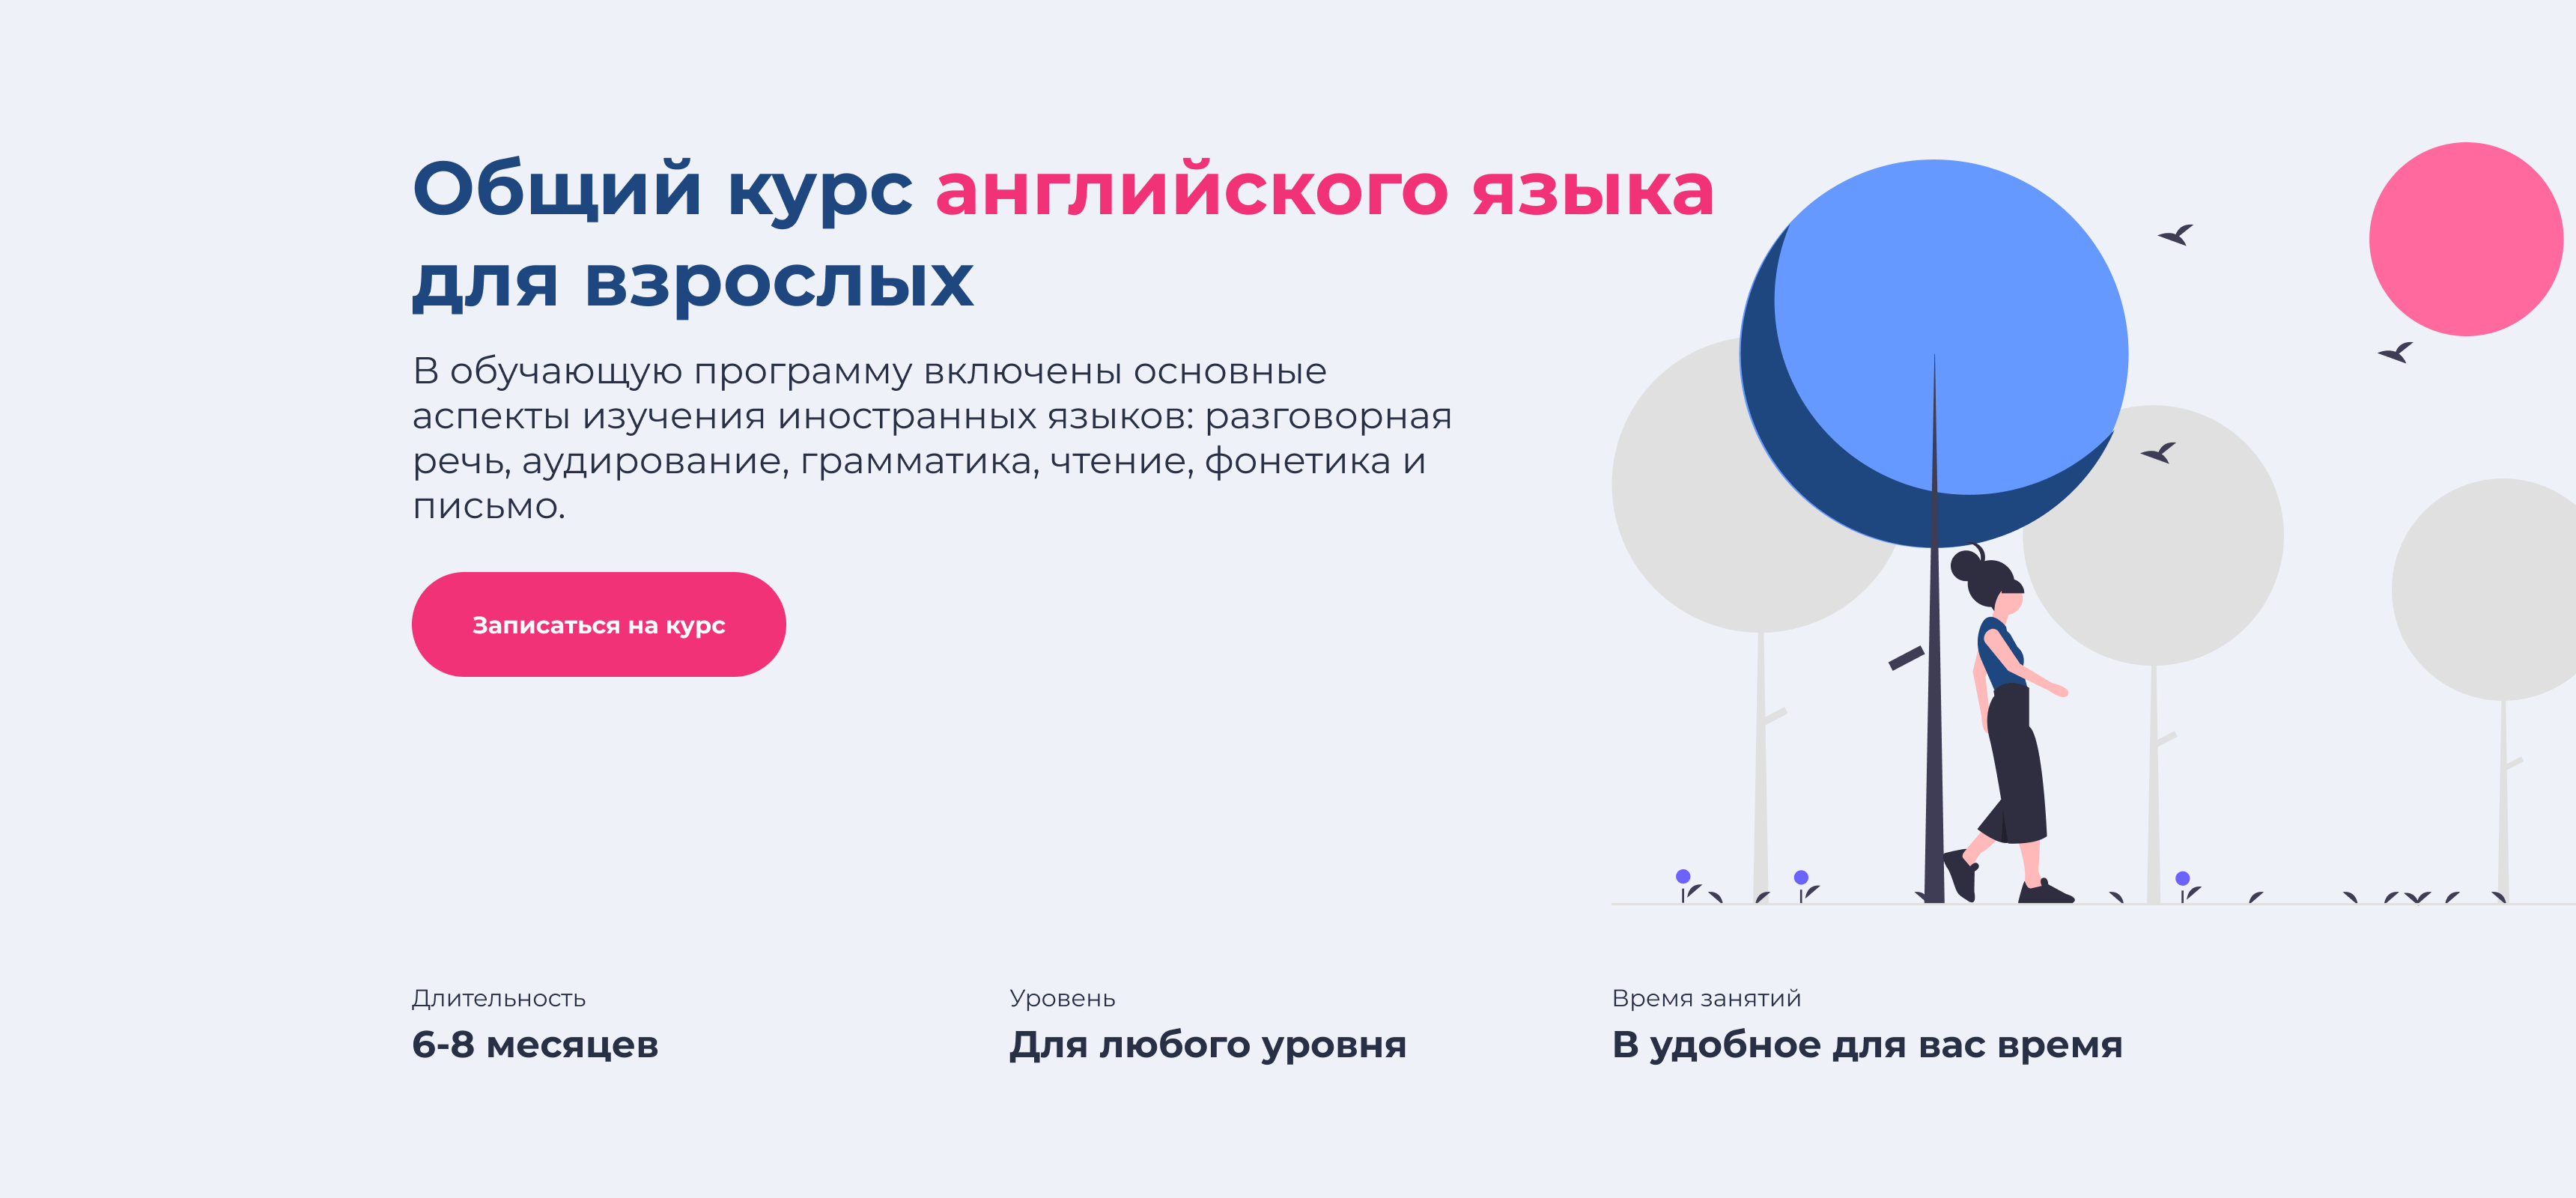 Общий курс английского языка
для взрослых
В обучающую программу включены основные
аспекты изучения иностранных языков: разговорная
речь, аудирование, грамматика, чтение, фонетика и
письмо.
Записаться на курс
Длительность
6-8 месяцев
Уровень
Для любого уровня
Время занятий
В удобное для вас время